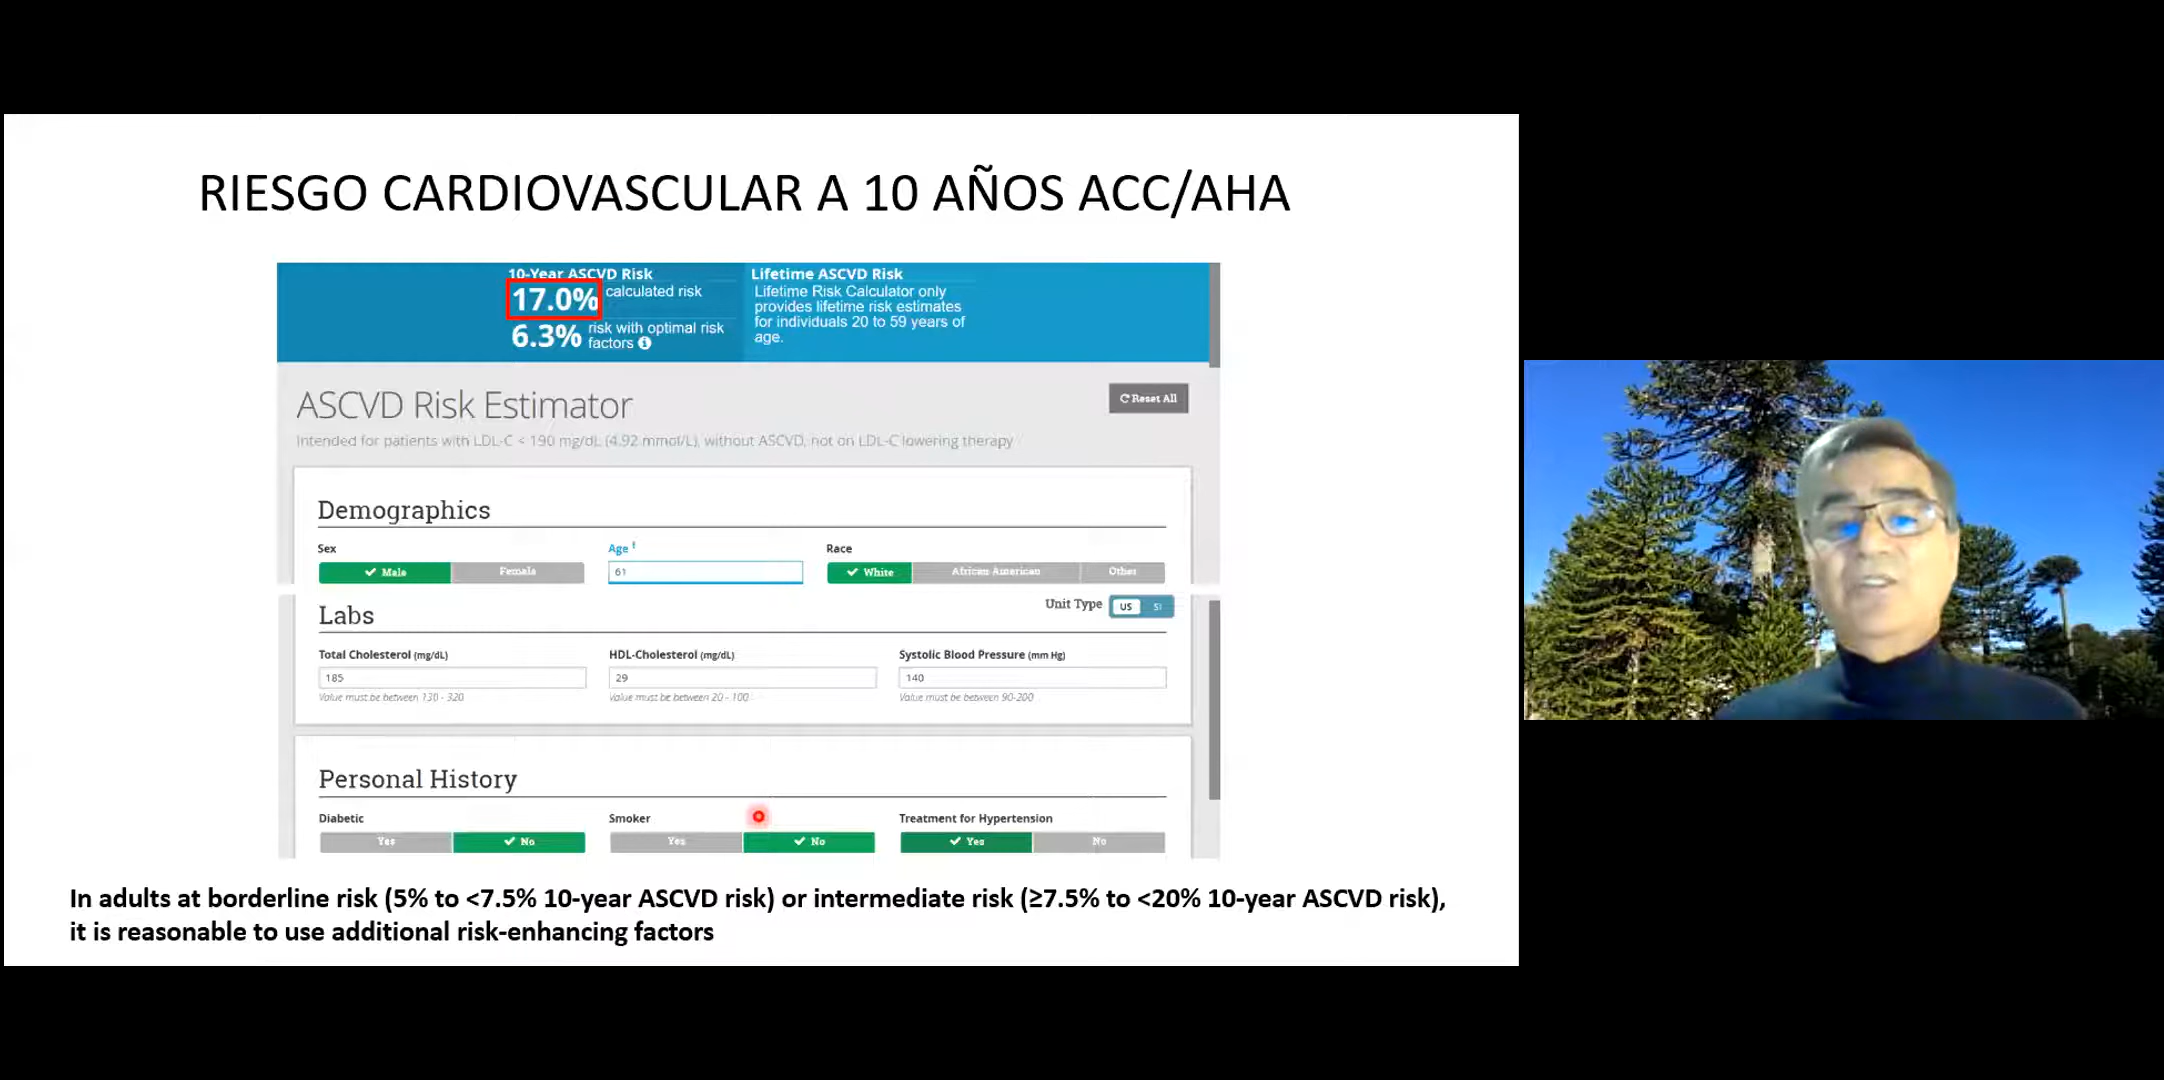 RIESGO CARDIOVASCULAR A 10 AÑOS ACC/AHA
10-Year ASCVD Risk
17.0% calculated risk
6.3% risk with optimal risk
factors
Lifetime ASCVD Risk
Lifetime Risk Calculator only
provides lifetime risk estimates
for individuals 20 to 59 years of
age.
ASCVD Risk Estimator
Reset All
Intended for patients with LDL-C < 190 mg/dL (4.92 mmol/L), without ASCVD, not on LDL-C lowering therapy
Demographics
Sex
Male Female
Age
61
Race
White African American Other
Labs
Unit Type US SI
Total Cholesterol (mg/dL)
185
Value must be between 130 - 320
HDL-Cholesterol (mg/dL)
29
Value must be between 20 - 100
Systolic Blood Pressure (mm Hg)
140
Value must be between 90-200
Personal History
Diabetic
Yes No
Smoker
Yes No
Treatment for Hypertension
Yes No
In adults at borderline risk (5% to <7.5% 10-year ASCVD risk) or intermediate risk (≥7.5% to <20% 10-year ASCVD risk),
it is reasonable to use additional risk-enhancing factors